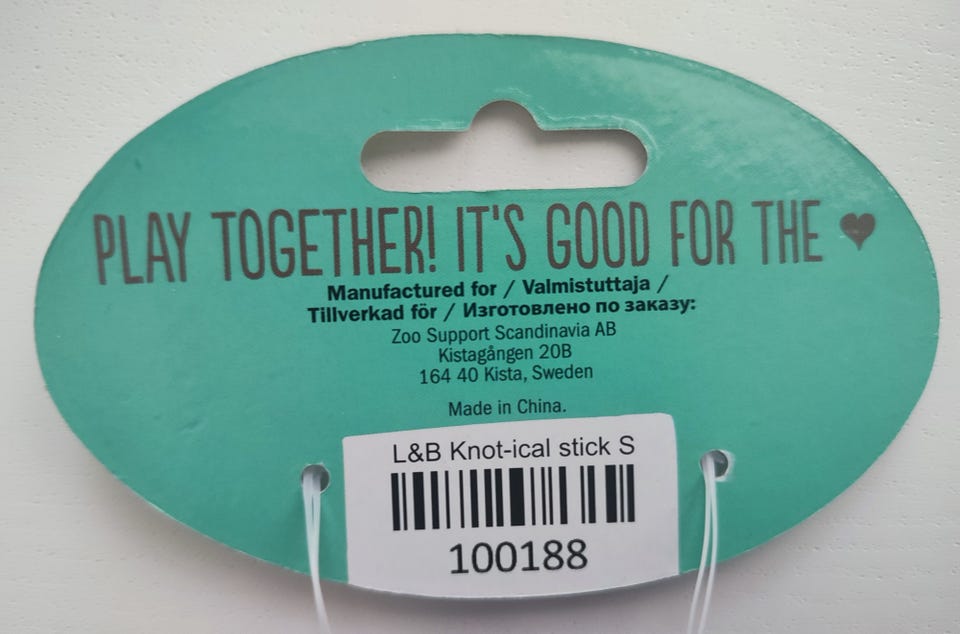 PLAY TOGETHER! IT'S GOOD FOR THE ♥
Manufactured for / Valmistuttaja /
Tillverkad för / Изготовлено по заказу:
Zoo Support Scandinavia AB
Kistagången 20B
164 40 Kista, Sweden
Made in China.
L&B Knot-ical stick S
100188